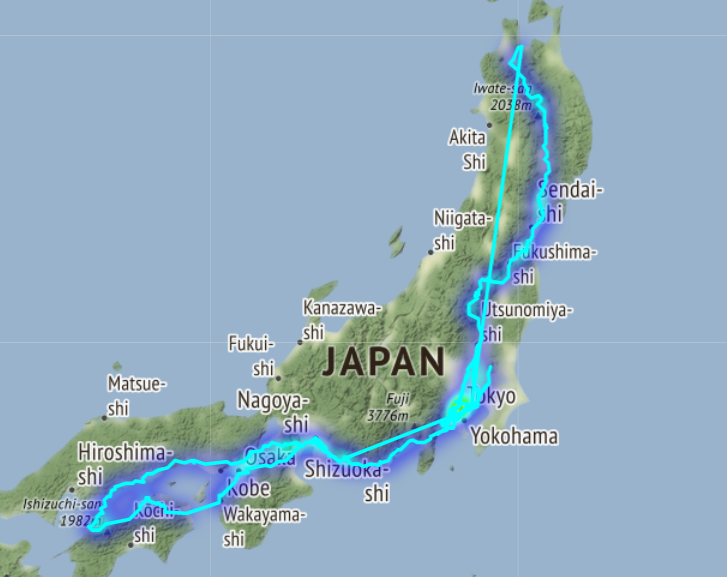 Iwate-san
2038m
Akita
Shi
Sendai-
shi
Niigata-
shi
Fukushima-
shi
Kanazawa-
shi
Utsunomiya-
shi
Fukui-
shi
JAPAN
Matsue-
shi
Nagoya-
shi
Fuji
3776m
Tokyo
Yokohama
Hiroshima-
shi
Osaka
Shizuoka-
shi
Kobe
Ishizuchi-san
1982m
Kōchi-
shi
Wakayama-
shi